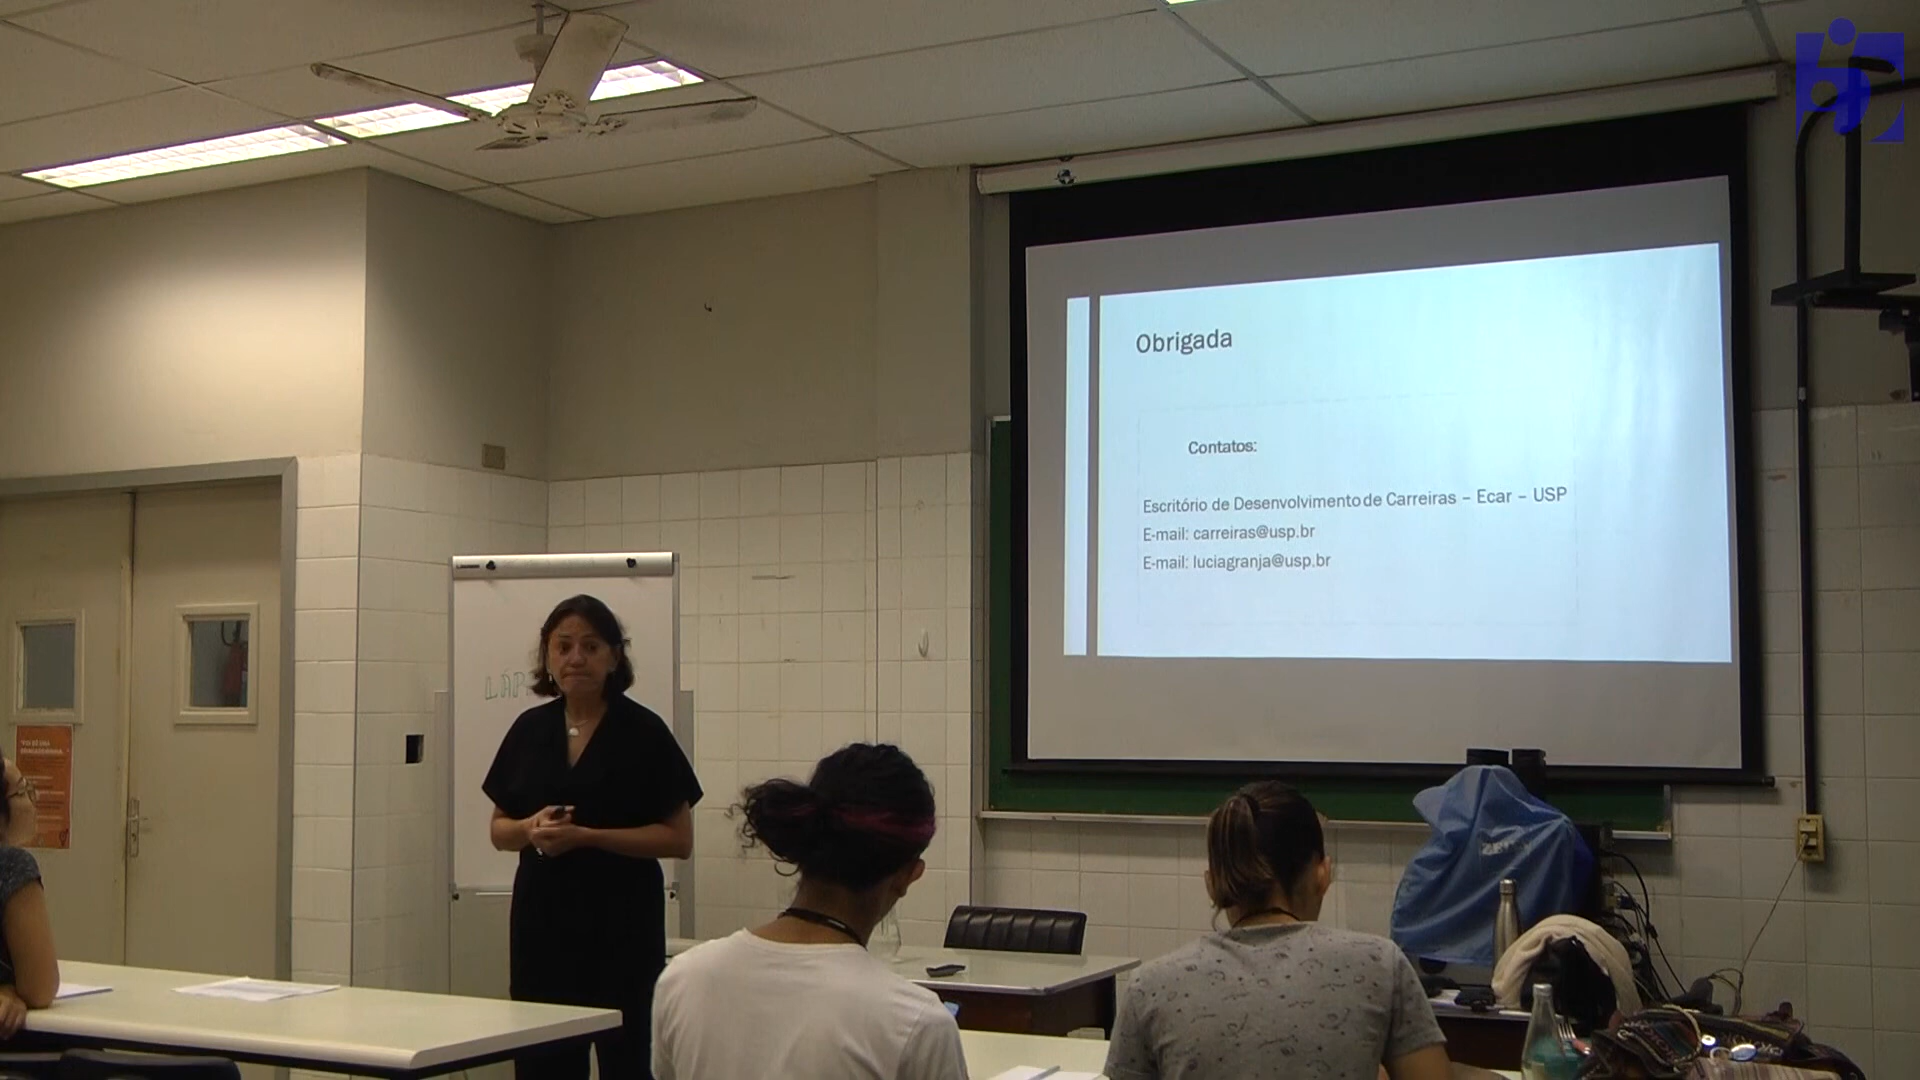 Obrigada
Contatos:
Escritório de Desenvolvimento de Carreiras – Ecar – USP
E-mail: carreiras@usp.br
E-mail: luciagranja@usp.br